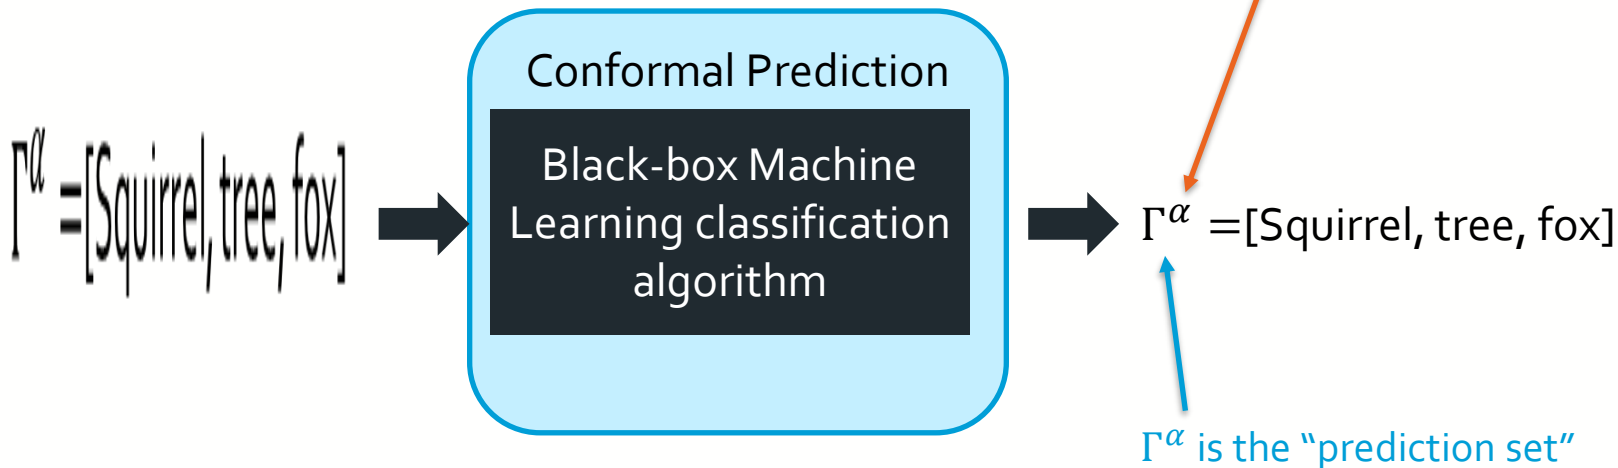 Γ^α =[Squirrel, tree, fox]
Conformal Prediction
Black-box Machine
Learning classification
algorithm
Γ^α =[Squirrel, tree, fox]
Γ^α is the “prediction set”